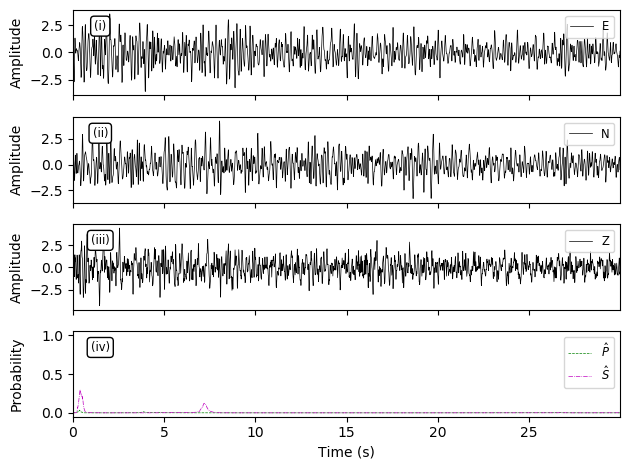 Amplitude
2.5
0.0
−2.5
(i)
E
Amplitude
2.5
0.0
−2.5
(ii)
N
Amplitude
2.5
0.0
−2.5
(iii)
Z
Probability
1.0
0.5
0.0
(iv)
P̂
Ŝ
0 5 10 15 20 25
Time (s)